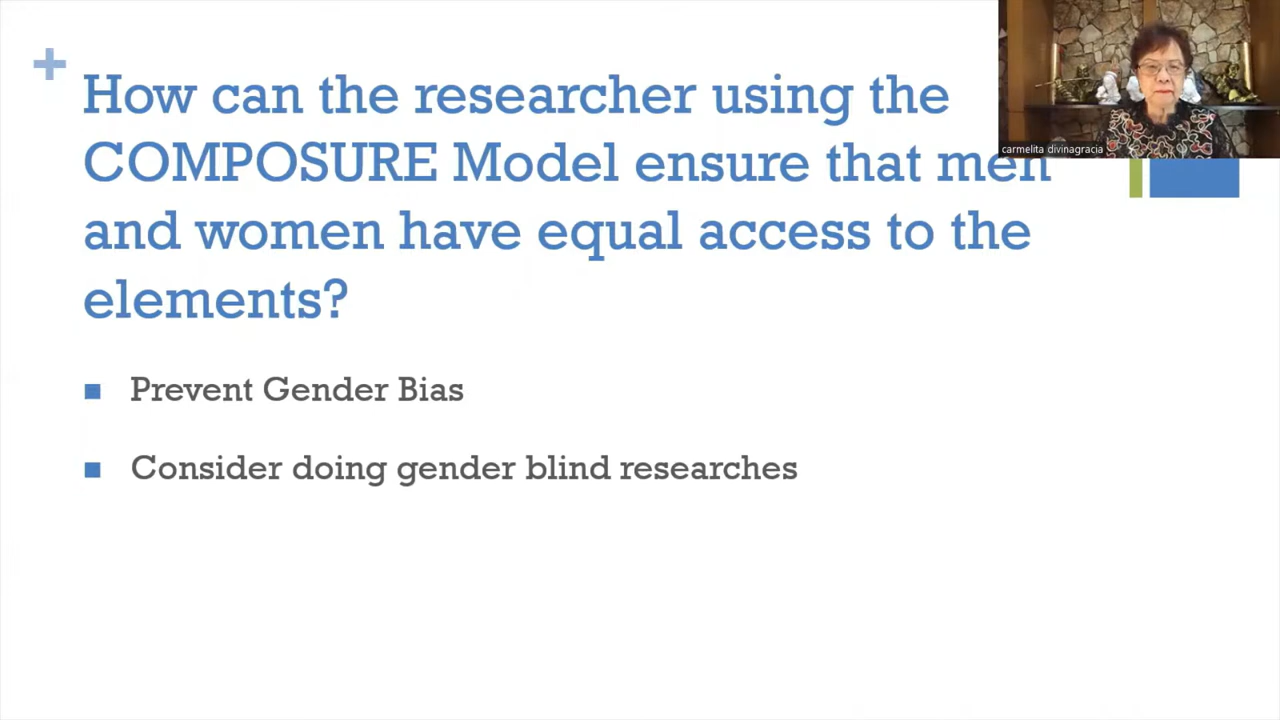 +
How can the researcher using the
COMPOSURE Model ensure that men
and women have equal access to the
elements?
carmelita divinagracia
Prevent Gender Bias
Consider doing gender blind researches